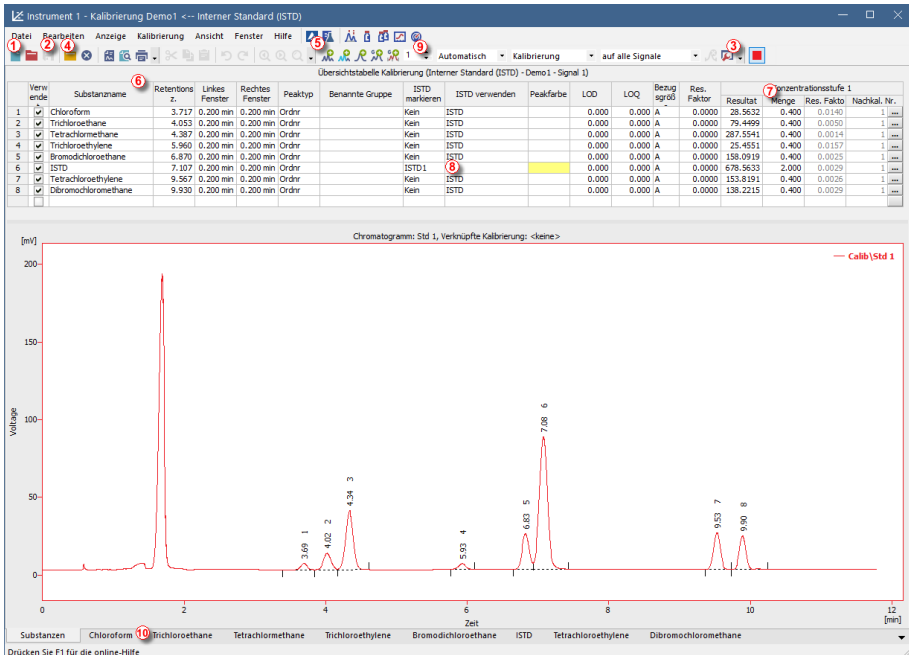 Instrument 1 - Kalibrierung Demo1 <-- Interner Standard (ISTD)
Datei Bearbeiten Anzeige Kalibrierung Ansicht Fenster Hilfe
1 2 4 5 9 3
1 Automatisch Kalibrierung auf alle Signale
Übersichtstabelle Kalibrierung (Interner Standard (ISTD) - Demo1 - Signal 1)
6 7
Verw ende Substanzname Retentions z. Linkes Fenster Rechtes Fenster Peaktyp Benannte Gruppe ISTD markieren ISTD verwenden Peakfarbe LOD LOQ Bezug sgröß Res. Faktor Konzentrationsstufe 1
Resultat Menge Res. Fakto Nachkal. Nr.
1 Chloroform 3.717 0.200 min 0.200 min Ordnr Kein ISTD 0.000 0.000 A 0.0000 28.5632 0.400 0.0140 1 ...
2 Trichloroethane 4.053 0.200 min 0.200 min Ordnr Kein ISTD 0.000 0.000 A 0.0000 79.4499 0.400 0.0050 1 ...
3 Tetrachlormethane 4.387 0.200 min 0.200 min Ordnr Kein ISTD 0.000 0.000 A 0.0000 287.5541 0.400 0.0014 1 ...
4 Trichloroethylene 5.960 0.200 min 0.200 min Ordnr Kein ISTD 0.000 0.000 A 0.0000 25.4551 0.400 0.0157 1 ...
5 Bromodichloroethane 6.870 0.200 min 0.200 min Ordnr Kein ISTD 0.000 0.000 A 0.0000 158.0919 0.400 0.0025 1 ...
6 ISTD 7.107 0.200 min 0.200 min Ordnr ISTD1 8 0.000 0.000 A 0.0000 678.5633 2.000 0.0029 1 ...
7 Tetrachloroethylene 9.567 0.200 min 0.200 min Ordnr Kein ISTD 0.000 0.000 A 0.0000 153.8191 0.400 0.0026 1 ...
8 Dibromochloromethane 9.930 0.200 min 0.200 min Ordnr Kein ISTD 0.000 0.000 A 0.0000 138.2215 0.400 0.0029 1 ...
Chromatogramm: Std 1, Verknüpfte Kalibrierung: <keine>
[mV]
Calib\Std 1
200
150
100
50
0
Voltage
3.69 1
4.02 2
4.34 3
5.93 4
6.83 5
7.08 6
9.53 7
9.90 8
0 2 4 6 8 10 12
Zeit
[min]
Substanzen Chloroform 10 Trichloroethane Tetrachlormethane Trichloroethylene Bromodichloroethane ISTD Tetrachloroethylene Dibromochloromethane
Drücken Sie F1 für die online-Hilfe